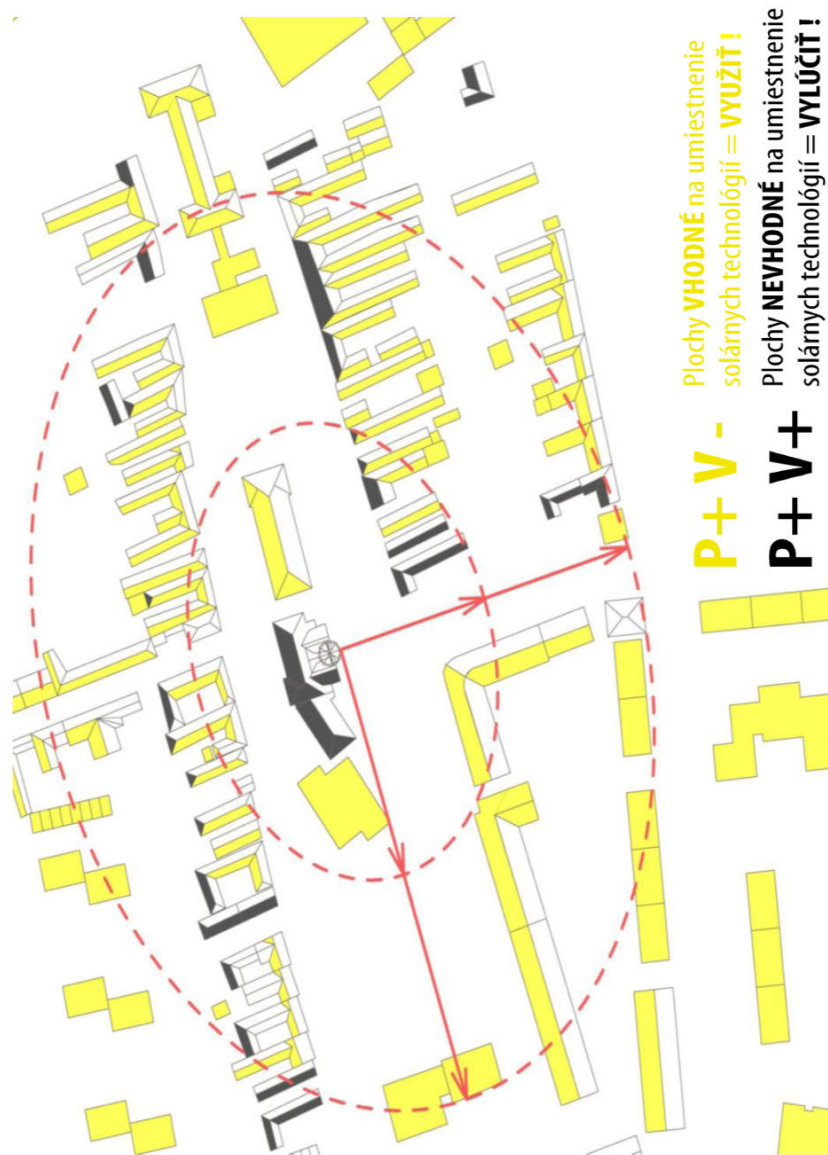 P+ V -
Plochy VHODNÉ na umiestnenie
solárnych technológií = VYUŽIŤ !
P+ V+
Plochy NEVHODNÉ na umiestnenie
solárnych technológií = VYLÚČIŤ !